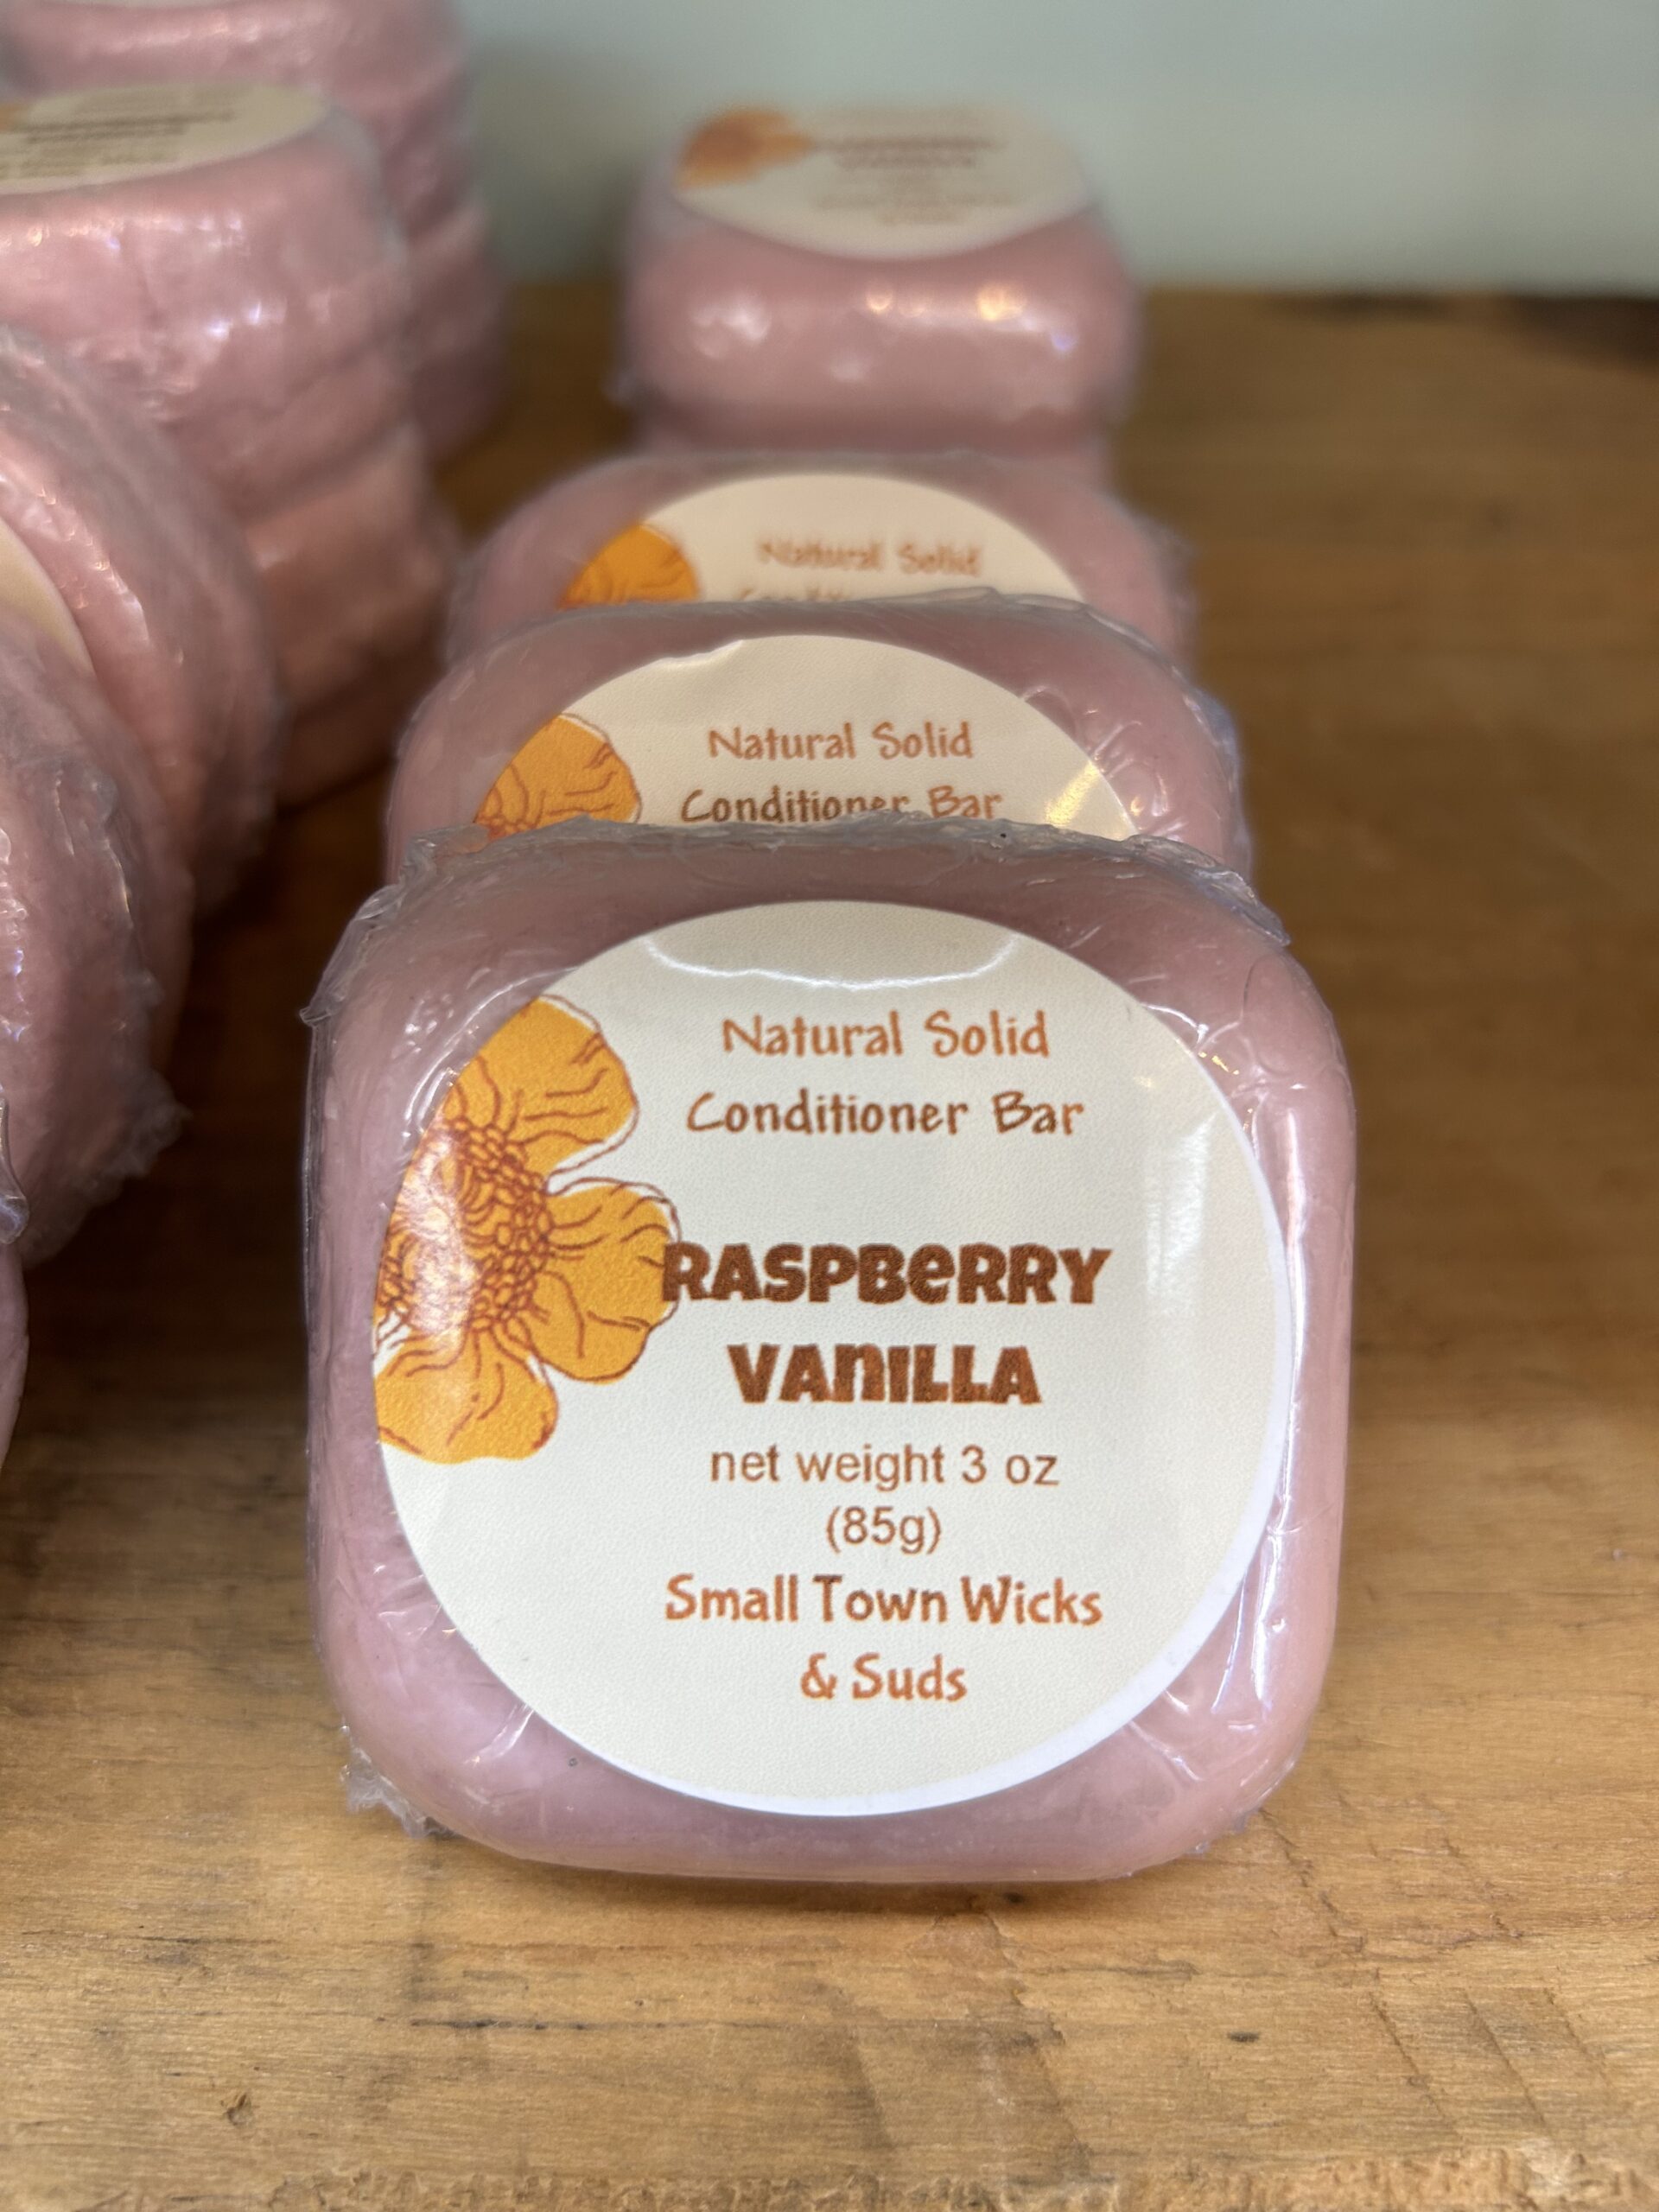 Natural Solid
Natural Solid
Conditioner Bar
Natural Solid
Conditioner Bar
RASPBeRRY
VAnILLA
net weight 3 oz
(85g)
Small Town Wicks
& Suds